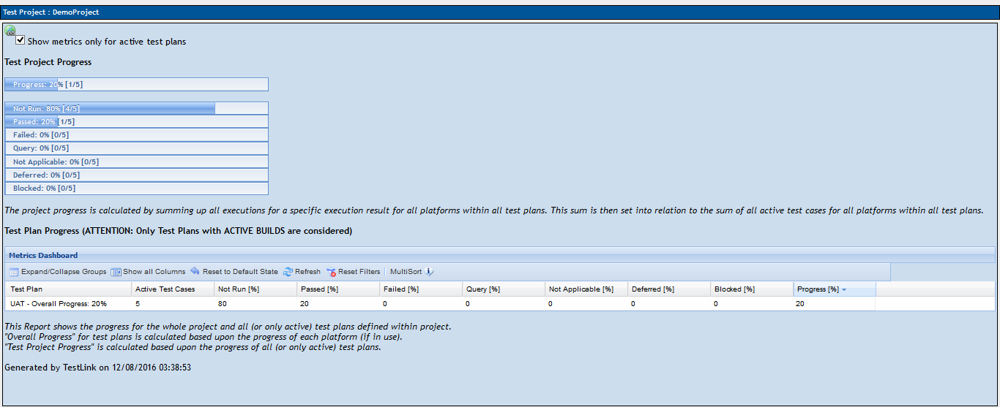 Test Project : DemoProject
Show metrics only for active test plans
Test Project Progress
Progress: 20% [1/5]
Not Run: 80% [4/5]
Passed: 20% [1/5]
Failed: 0% [0/5]
Query: 0% [0/5]
Not Applicable: 0% [0/5]
Deferred: 0% [0/5]
Blocked: 0% [0/5]
The project progress is calculated by summing up all executions for a specific execution result for all platforms within all test plans. This sum is then set into relation to the sum of all active test cases for all platforms within all test plans.
Test Plan Progress (ATTENTION: Only Test Plans with ACTIVE BUILDS are considered)
Metrics Dashboard
Expand/Collapse Groups Show all Columns Reset to Default State Refresh Reset Filters MultiSort
Test Plan Active Test Cases Not Run [%] Passed [%] Failed [%] Query [%] Not Applicable [%] Deferred [%] Blocked [%] Progress [%]
UAT - Overall Progress: 20% 5 80 20 0 0 0 0 0 20
This Report shows the progress for the whole project and all (or only active) test plans defined within project.
"Overall Progress" for test plans is calculated based upon the progress of each platform (if in use).
"Test Project Progress" is calculated based upon the progress of all (or only active) test plans.
Generated by TestLink on 12/08/2016 03:38:53